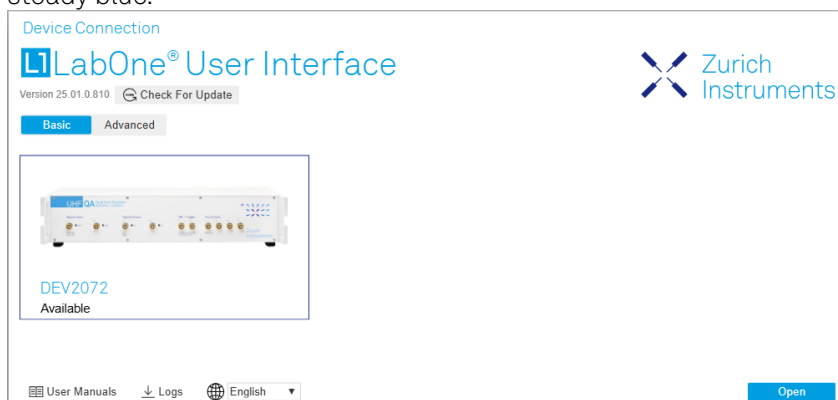 steady blue.
Device Connection
L1 LabOne® User Interface
Zurich
Instruments
Version 25.01.0.810 Check For Update
Basic Advanced
UHF QA
DEV2072
Available
User Manuals Logs English ▼
Open